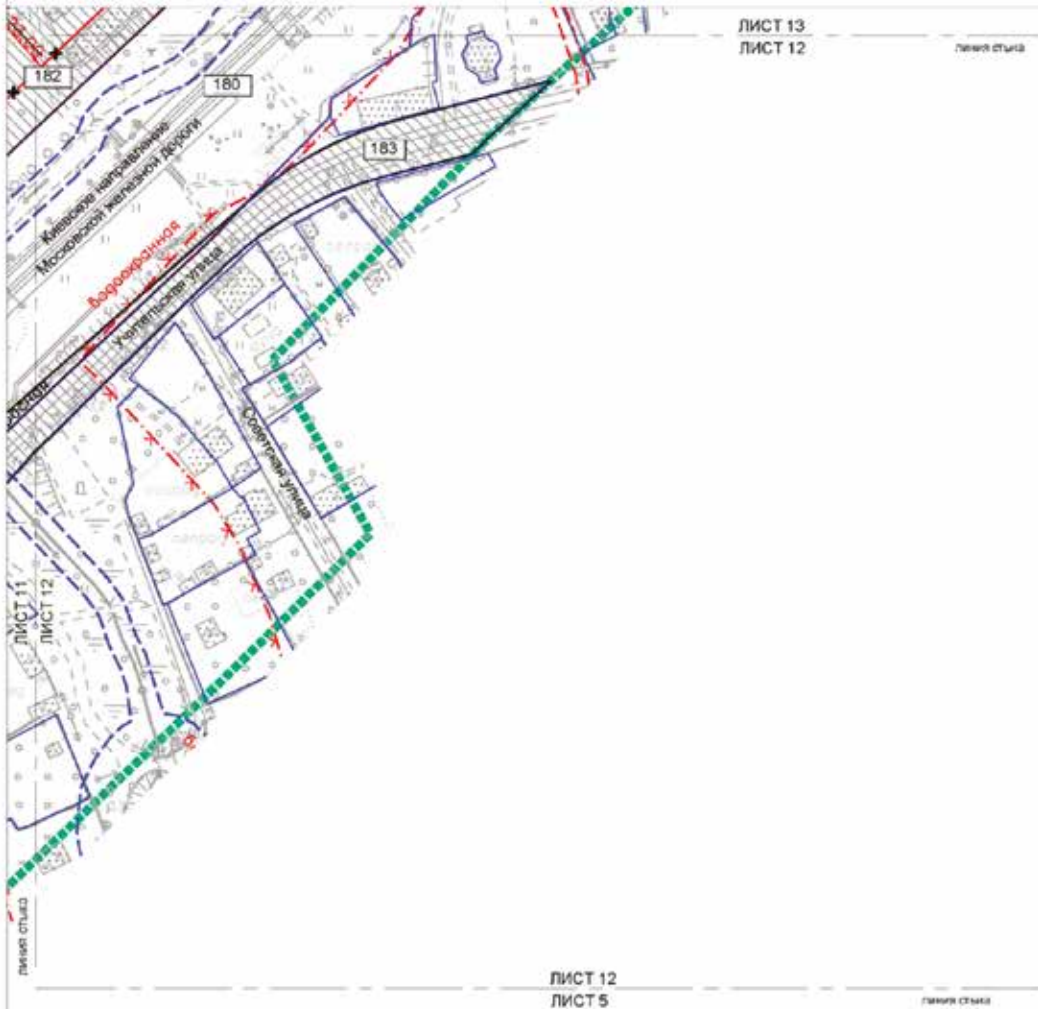 ЛИСТ 13
ЛИСТ 12
линия стыка
182
180
183
Киевское направление
Московской железной дороги
водоохранная
Учительская улица
Советская улица
ЛИСТ 11
ЛИСТ 12
линия стыка
ЛИСТ 12
ЛИСТ 5
линия стыка